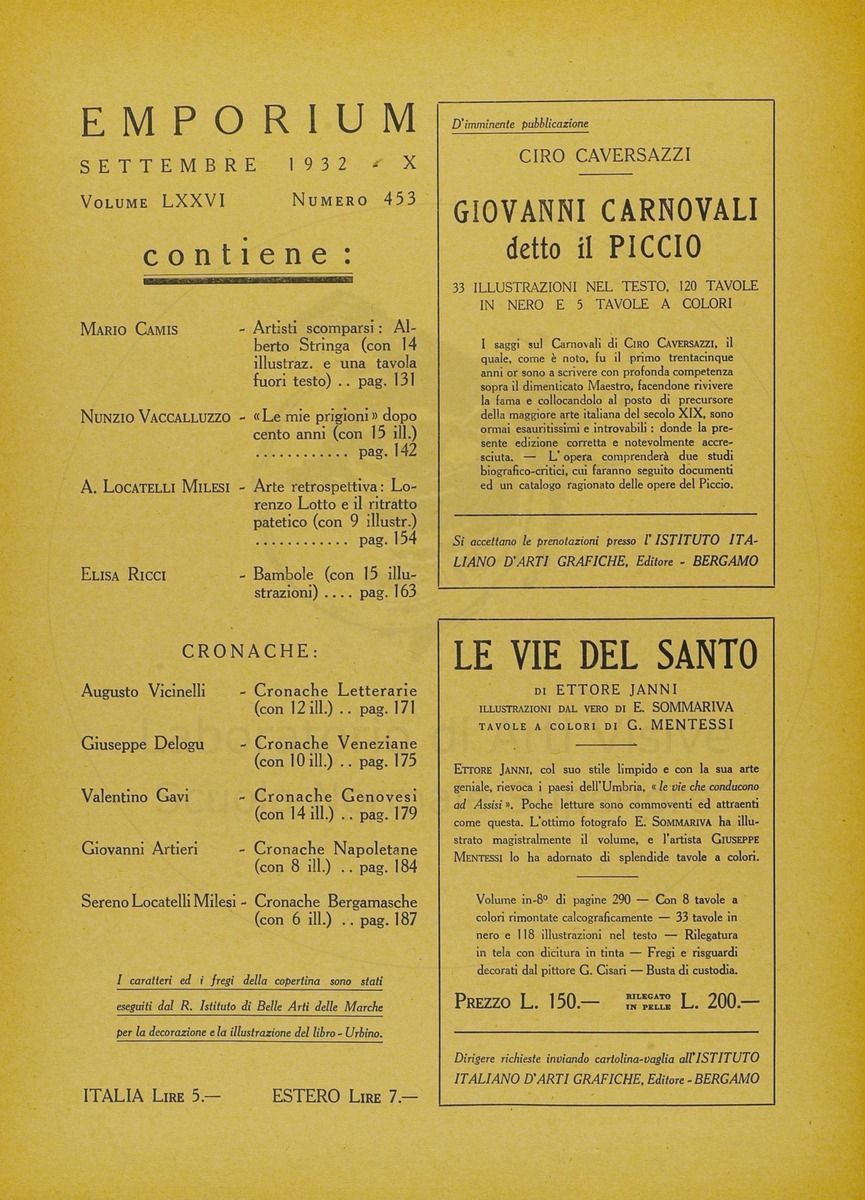 EMPORIUM
SETTEMBRE 1932 - X
VOLUME LXXVI NUMERO 453
contiene:
MARIO CAMIS - Artisti scomparsi: Al-
berto Stringa (con 14
illustraz. e una tavola
fuori testo) .. pag. 131
NUNZIO VACCALLUZZO - «Le mie prigioni» dopo
cento anni (con 15 ill.)
............ pag. 142
A. LOCATELLI MILESI - Arte retrospettiva: Lo-
renzo Lotto e il ritratto
patetico (con 9 illustr.)
............ pag. 154
ELISA RICCI - Bambole (con 15 illu-
strazioni) .... pag. 163
CRONACHE:
Augusto Vicinelli - Cronache Letterarie
(con 12 ill.) .. pag. 171
Giuseppe Delogu - Cronache Veneziane
(con 10 ill.) .. pag. 175
Valentino Gavi - Cronache Genovesi
(con 14 ill.) .. pag. 179
Giovanni Artieri - Cronache Napoletane
(con 8 ill.) .. pag. 184
Sereno Locatelli Milesi - Cronache Bergamasche
(con 6 ill.) .. pag. 187
I caratteri ed i fregi della copertina sono stati
eseguiti dal R. Istituto di Belle Arti delle Marche
per la decorazione e la illustrazione del libro - Urbino.
ITALIA LIRE 5.— ESTERO LIRE 7.—
D'imminente pubblicazione
CIRO CAVERSAZZI
GIOVANNI CARNOVALI
detto il PICCIO
33 ILLUSTRAZIONI NEL TESTO, 120 TAVOLE
IN NERO E 5 TAVOLE A COLORI
I saggi sul Carnovali di CIRO CAVERSAZZI, il
quale, come è noto, fu il primo trentacinque
anni or sono a scrivere con profonda competenza
sopra il dimenticato Maestro, facendone rivivere
la fama e collocandolo al posto di precursore
della maggiore arte italiana del secolo XIX, sono
ormai esauritissimi e introvabili: donde la pre-
sente edizione corretta e notevolmente accre-
sciuta. — L'opera comprenderà due studi
biografico-critici, cui faranno seguito documenti
ed un catalogo ragionato delle opere del Piccio.
Si accettano le prenotazioni presso l'ISTITUTO ITA-
LIANO D'ARTI GRAFICHE, Editore - BERGAMO
LE VIE DEL SANTO
DI ETTORE JANNI
ILLUSTRAZIONI DAL VERO DI E. SOMMARIVA
TAVOLE A COLORI DI G. MENTESSI
ETTORE JANNI, col suo stile limpido e con la sua arte
geniale, rievoca i paesi dell'Umbria, «le vie che conducono
ad Assisi». Poche letture sono commoventi ed attraenti
come questa. L'ottimo fotografo E. SOMMARIVA ha illu-
strato magistralmente il volume, e l'artista GIUSEPPE
MENTESSI lo ha adornato di splendide tavole a colori.
Volume in-8º di pagine 290 — Con 8 tavole a
colori rimontate calcograficamente — 33 tavole in
nero e 118 illustrazioni nel testo — Rilegatura
in tela con dicitura in tinta — Fregi e risguardi
decorati dal pittore G. Cisari — Busta di custodia.
PREZZO L. 150.— RILEGATO IN PELLE L. 200.—
Dirigere richieste inviando cartolina-vaglia all'ISTITUTO
ITALIANO D'ARTI GRAFICHE, Editore - BERGAMO